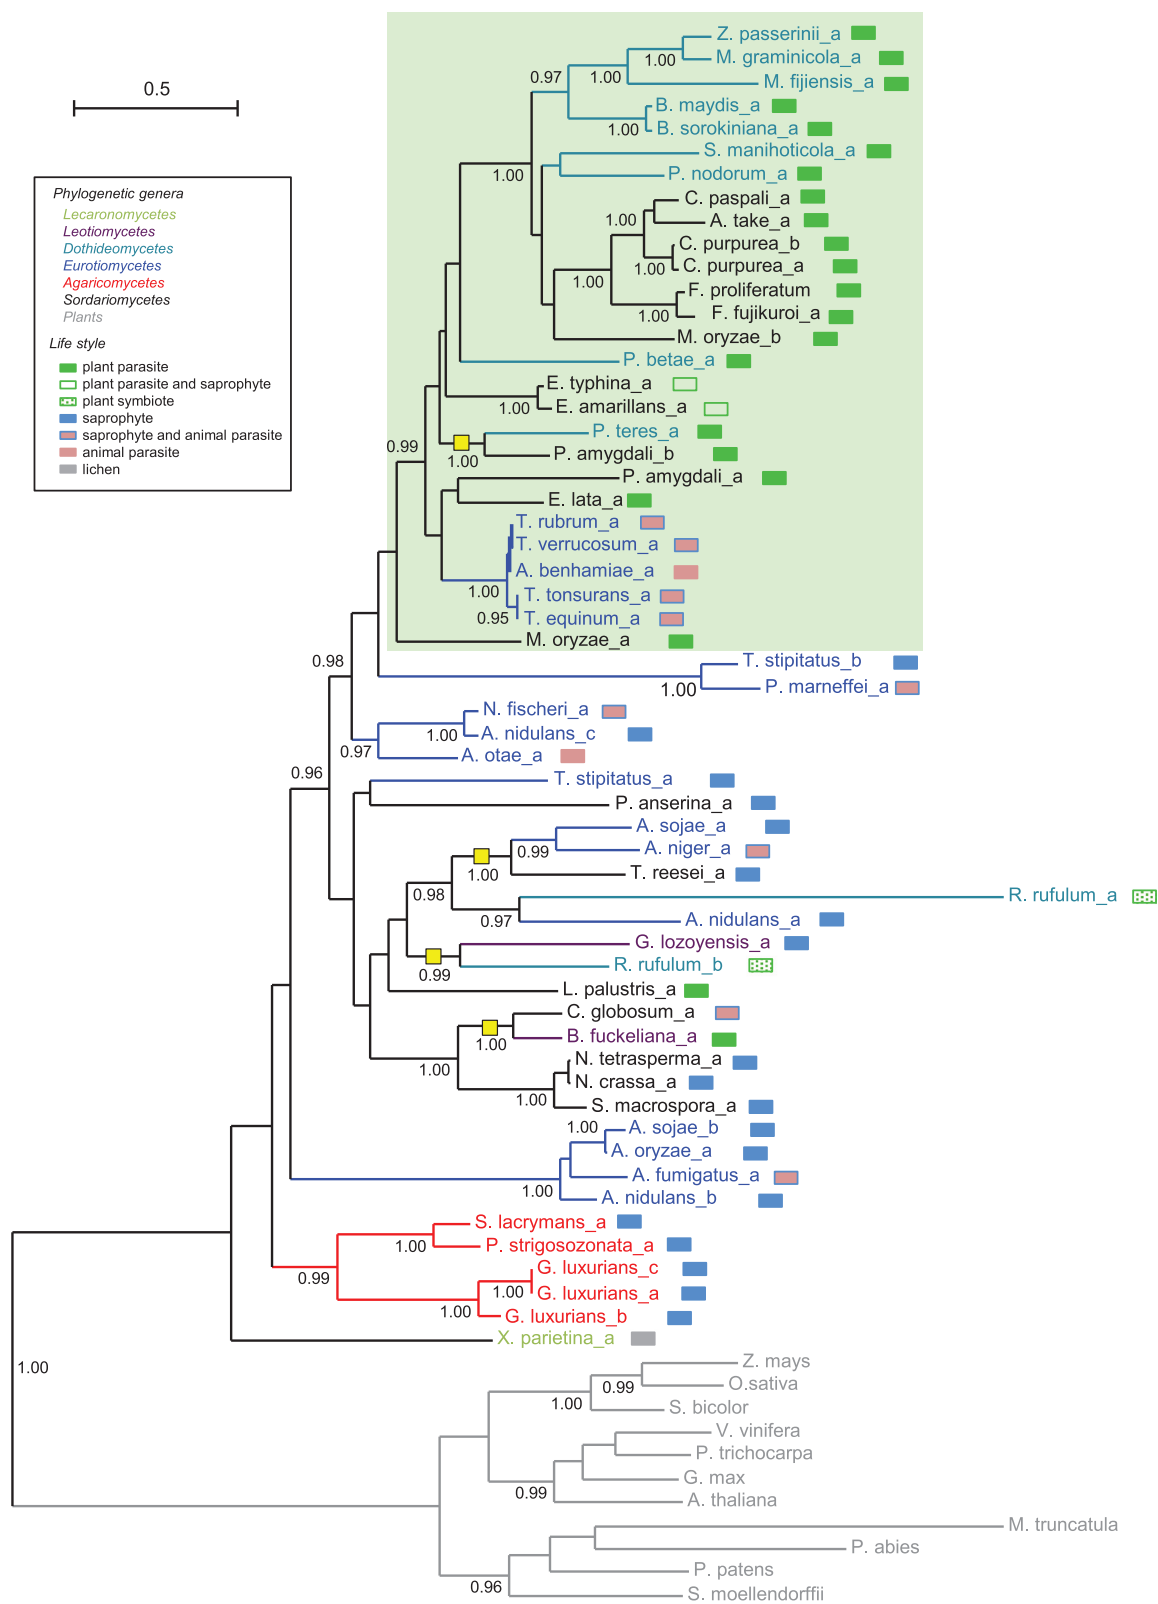 0.5
Phylogenetic genera
Lecaronomycetes
Leotiomycetes
Dothideomycetes
Eurotiomycetes
Agaricomycetes
Sordariomycetes
Plants
Life style
plant parasite
plant parasite and saprophyte
plant symbiote
saprophyte
saprophyte and animal parasite
animal parasite
lichen
Z. passerinii_a
1.00
M. graminicola_a
0.97
1.00
M. fijiensis_a
B. maydis_a
1.00
B. sorokiniana_a
S. manihoticola_a
1.00
P. nodorum_a
C. paspali_a
1.00
A. take_a
C. purpurea_b
1.00
C. purpurea_a
1.00
F. proliferatum
1.00
F. fujikuroi_a
M. oryzae_b
P. betae_a
E. typhina_a
1.00
E. amarillans_a
P. teres_a
0.99
1.00
P. amygdali_b
P. amygdali_a
E. lata_a
T. rubrum_a
T. verrucosum_a
A. benhamiae_a
1.00
T. tonsurans_a
0.95
T. equinum_a
M. oryzae_a
0.98
T. stipitatus_b
1.00
P. marneffei_a
N. fischeri_a
1.00
A. nidulans_c
0.97
A. otae_a
0.96
T. stipitatus_a
P. anserina_a
A. sojae_a
0.99
A. niger_a
1.00
T. reesei_a
0.98
R. rufulum_a
0.97
A. nidulans_a
G. lozoyensis_a
0.99
R. rufulum_b
L. palustris_a
C. globosum_a
1.00
B. fuckeliana_a
1.00
N. tetrasperma_a
N. crassa_a
1.00
S. macrospora_a
1.00
A. sojae_b
A. oryzae_a
A. fumigatus_a
1.00
A. nidulans_b
S. lacrymans_a
1.00
P. strigosozonata_a
0.99
G. luxurians_c
1.00
G. luxurians_a
1.00
G. luxurians_b
X. parietina_a
1.00
Z. mays
0.99
O.sativa
1.00
S. bicolor
V. vinifera
P. trichocarpa
G. max
0.99
A. thaliana
M. truncatula
P. abies
P. patens
0.96
S. moellendorffii